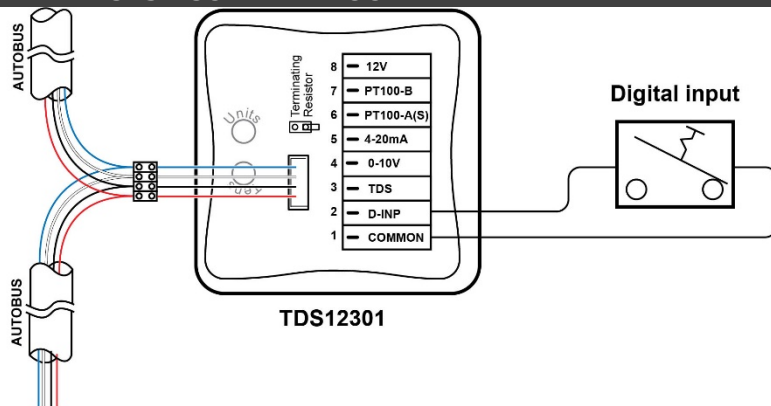 AUTOBUS
Terminating
Resistor
Units
Tens
8 12V
7 PT100-B
6 PT100-A(S)
5 4-20mA
4 0-10V
3 TDS
2 D-INP
1 COMMON
Digital input
AUTOBUS
TDS12301